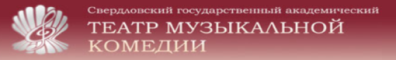 Свердловский государственный академический
ТЕАТР МУЗЫКАЛЬНОЙ
КОМЕДИИ